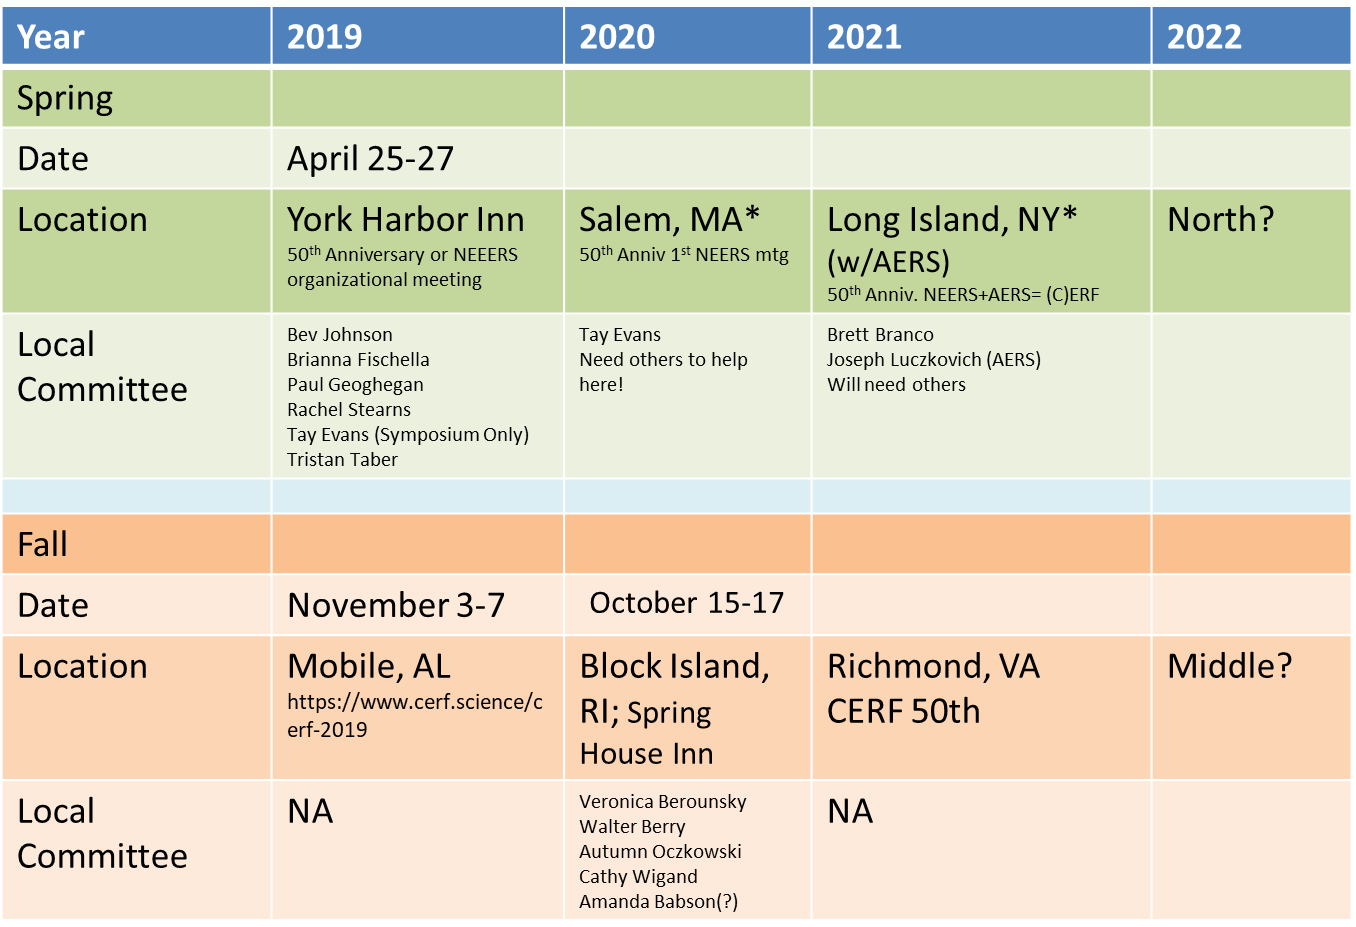 Year 2019 2020 2021 2022
Spring
Date April 25-27
Location York Harbor Inn Salem, MA* Long Island, NY* North?
50th Anniversary or NEEERS 50th Anniv 1st NEERS mtg (w/AERS)
organizational meeting 50th Anniv. NEERS+AERS= (C)ERF
Local Bev Johnson Tay Evans Brett Branco
Committee Brianna Fischella Need others to help Joseph Luczkovich (AERS)
Paul Geoghegan here! Will need others
Rachel Stearns
Tay Evans (Symposium Only)
Tristan Taber
Fall
Date November 3-7 October 15-17
Location Mobile, AL Block Island, Richmond, VA Middle?
https://www.cerf.science/c RI; Spring CERF 50th
erf-2019 House Inn
Local NA Veronica Berounsky NA
Committee Walter Berry
Autumn Oczkowski
Cathy Wigand
Amanda Babson(?)